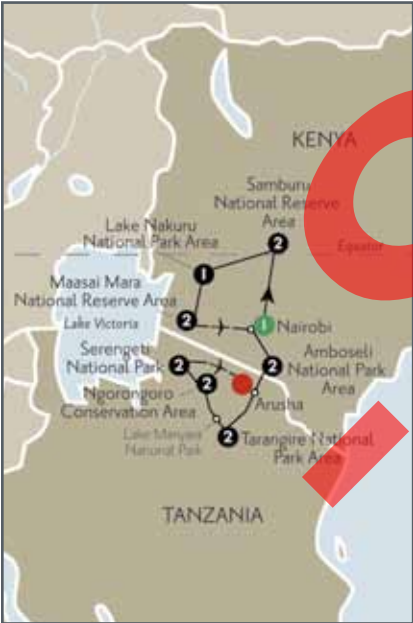 KENYA
Samburu
National Reserve
Area
2
Equator
Lake Nakuru
National Park Area
1
Maasai Mara
National Reserve Area
2
Lake Victoria
1
Nairobi
Serengeti
National Park
2
Amboseli
National Park
Area
2
Ngorongoro
Conservation Area
2
Arusha
Lake Manyara
National Park
2
Tarangire National
Park Area
TANZANIA